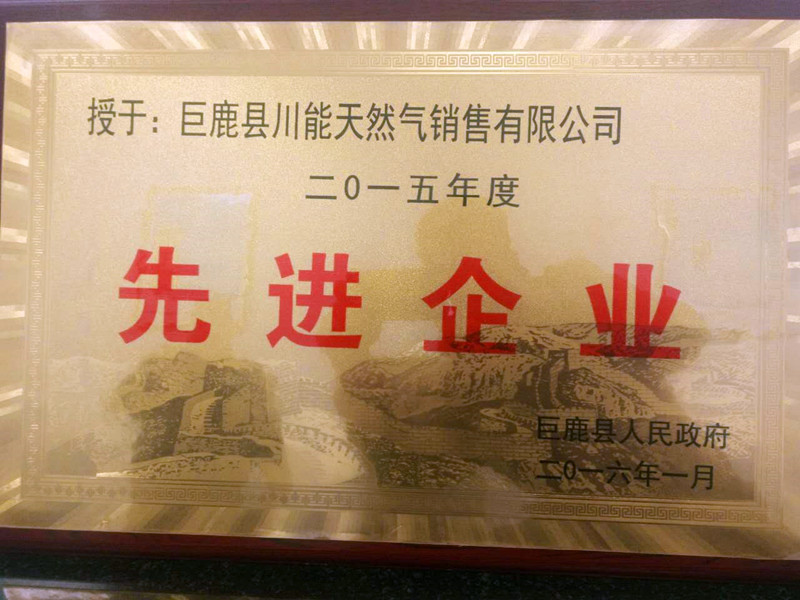 授于：巨鹿县川能天然气销售有限公司
二0一五年度
先进企业
巨鹿县人民政府
二0一六年一月